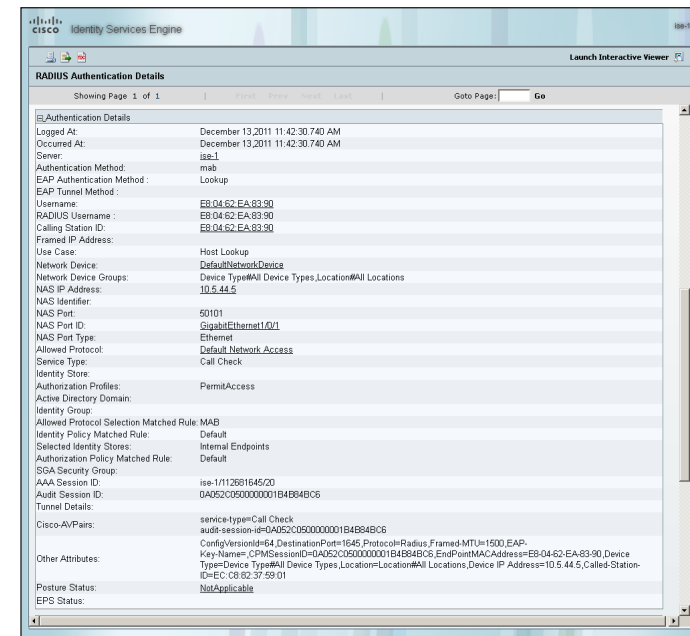 cisco Identity Services Engine
ise-1
Launch Interactive Viewer
RADIUS Authentication Details
Showing Page 1 of 1 | First Prev Next Last | Goto Page: Go
Authentication Details
Logged At: December 13,2011 11:42:30.740 AM
Occurred At: December 13,2011 11:42:30.740 AM
Server: ise-1
Authentication Method: mab
EAP Authentication Method : Lookup
EAP Tunnel Method :
Username: E8:04:62:EA:83:90
RADIUS Username : E8:04:62:EA:83:90
Calling Station ID: E8:04:62:EA:83:90
Framed IP Address:
Use Case: Host Lookup
Network Device: DefaultNetworkDevice
Network Device Groups: Device Type#All Device Types,Location#All Locations
NAS IP Address: 10.5.44.5
NAS Identifier:
NAS Port: 50101
NAS Port ID: GigabitEthernet1/0/1
NAS Port Type: Ethernet
Allowed Protocol: Default Network Access
Service Type: Call Check
Identity Store:
Authorization Profiles: PermitAccess
Active Directory Domain:
Identity Group:
Allowed Protocol Selection Matched Rule: MAB
Identity Policy Matched Rule: Default
Selected Identity Stores: Internal Endpoints
Authorization Policy Matched Rule: Default
SGA Security Group:
AAA Session ID: ise-1/112681645/20
Audit Session ID: 0A052C0500000001B4B84BC6
Tunnel Details:
Cisco-AVPairs: service-type=Call Check
audit-session-id=0A052C0500000001B4B84BC6
Other Attributes: ConfigVersionId=64,DestinationPort=1645,Protocol=Radius,Framed-MTU=1500,EAP-
Key-Name=,CPMSessionID=0A052C0500000001B4B84BC6,EndPointMACAddress=E8-04-62-EA-83-90,Device
Type=Device Type#All Device Types,Location=Location#All Locations,Device IP Address=10.5.44.5,Called-Station-
ID=EC:C8:82:37:59:01
Posture Status: NotApplicable
EPS Status: